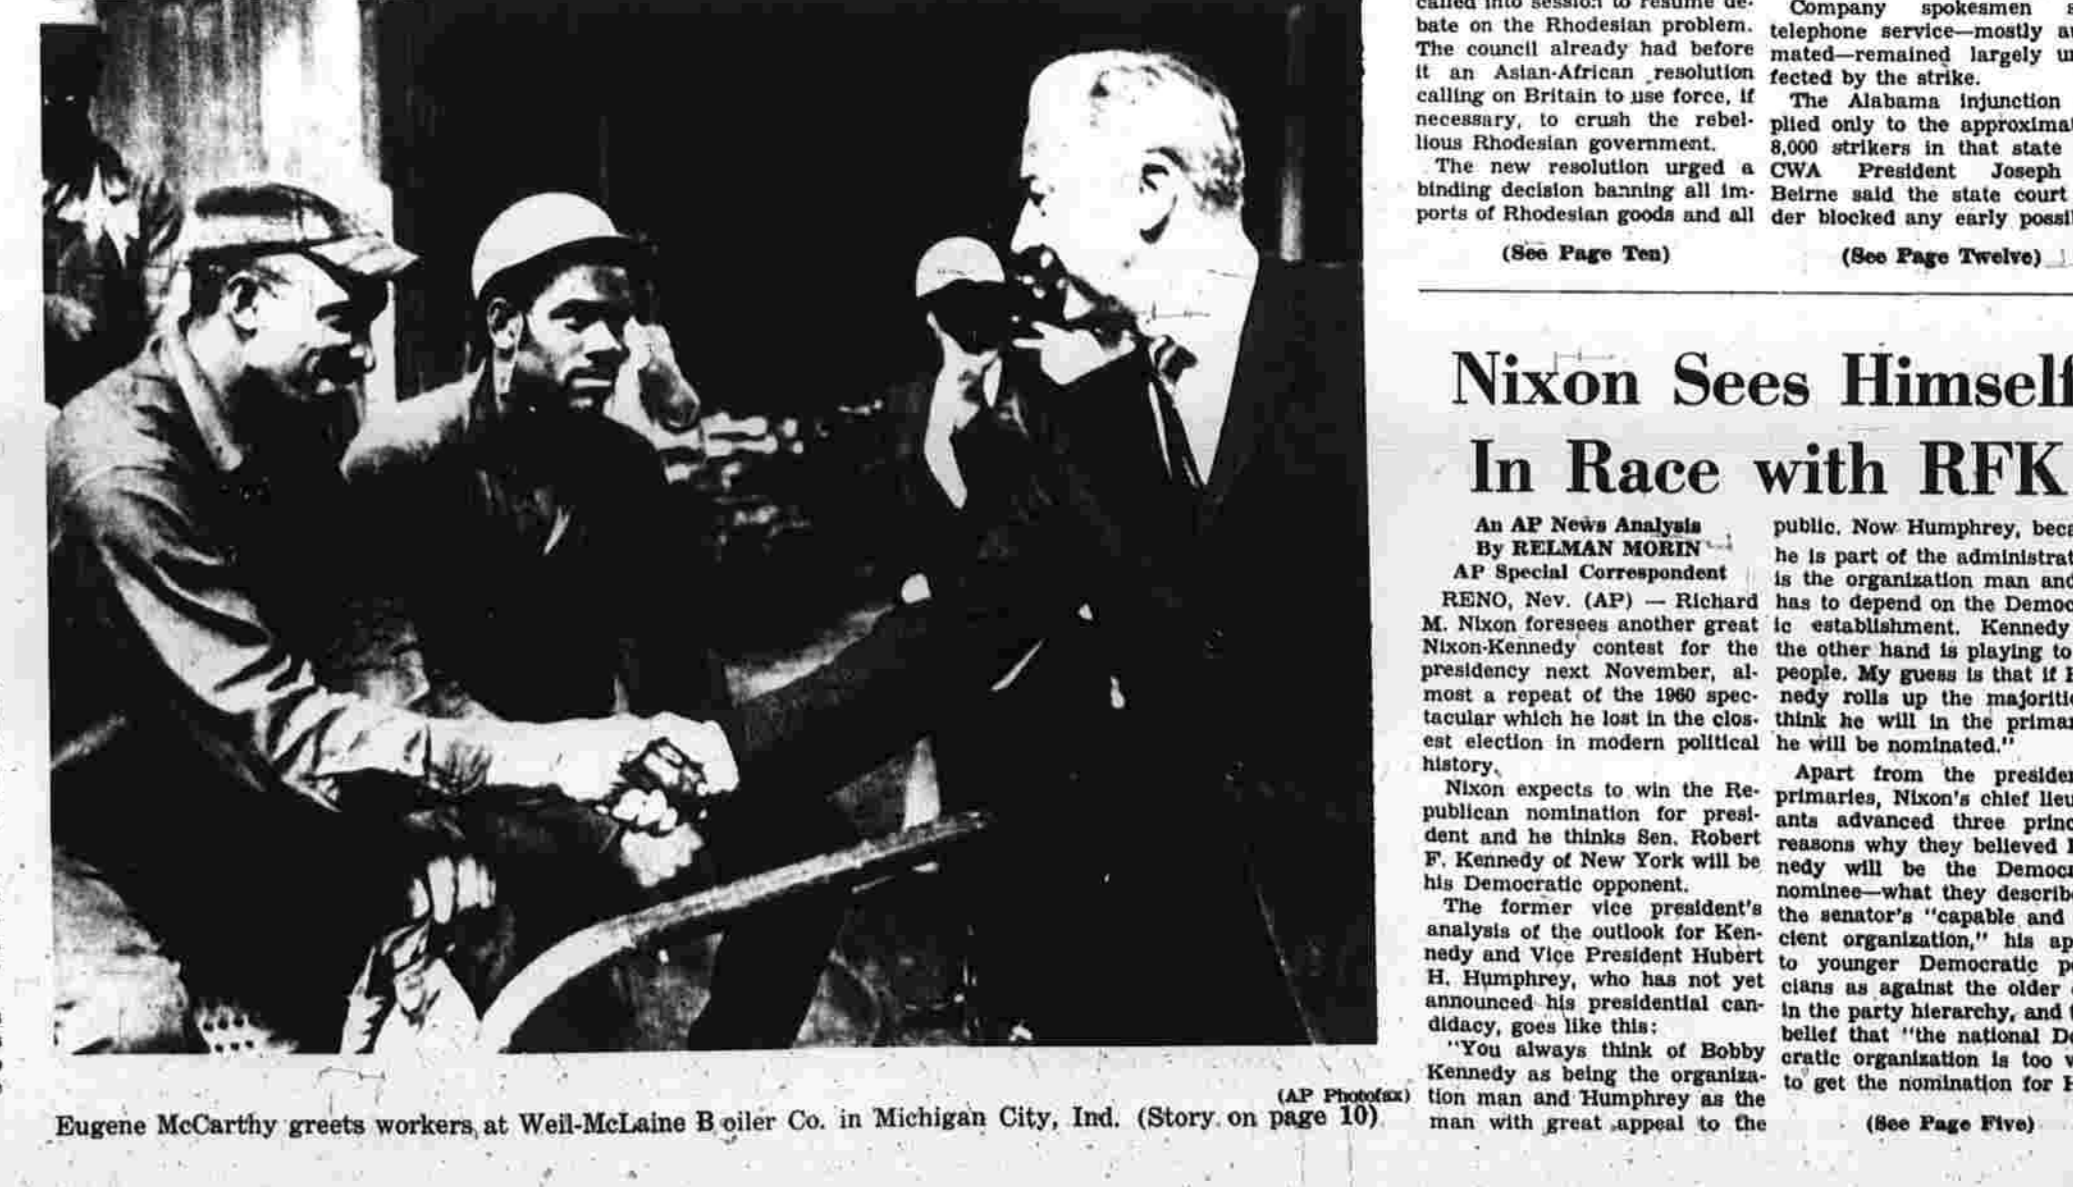 called into session to resume de-
bate on the Rhodesian problem.
The council already had before
it an Asian-African resolution
calling on Britain to use force, if
necessary, to crush the rebel-
lious Rhodesian government.
The new resolution urged a
binding decision banning all im-
ports of Rhodesian goods and all
(See Page Ten)
Company spokesmen
telephone service—mostly
mated—remained largely
fected by the strike.
The Alabama injunction
plied only to the
8,000 strikers in that state
CWA President Joseph
Beirne said the state court
der blocked any early
(See Page Twelve)
Nixon Sees Himself
In Race with RFK
An AP News Analysis
By RELMAN MORIN
AP Special Correspondent
RENO, Nev. (AP) — Richard
M. Nixon foresees another great
Nixon-Kennedy contest for the
presidency next November, al-
most a repeat of the 1960 spec-
tacular which he lost in the clos-
est election in modern political
history.
Nixon expects to win the Re-
publican nomination for presi-
dent and he thinks Sen. Robert
F. Kennedy of New York will be
his Democratic opponent.
The former vice president's
analysis of the outlook for Ken-
nedy and Vice President Hubert
H. Humphrey, who has not yet
announced his presidential can-
didacy, goes like this:
"You always think of Bobby
Kennedy as being the organiza-
tion man and Humphrey as the
man with great appeal to the
public. Now Humphrey,
he is part of the
is the organization man and
has to depend on the
ic establishment. Kennedy
the other hand is playing to
people. My guess is that if
nedy rolls up the
think he will in the
he will be nominated."
Apart from the
primaries, Nixon's chief
ants advanced three
reasons why they believed
nedy will be the
nominee—what they
the senator's "capable and
cient organization," his
to younger Democratic
cians as against the older
in the party hierarchy, and
belief that "the national
cratic organization is too
to get the nomination for
(See Page Five)
(AP Photofax)
Eugene McCarthy greets workers at Weil-McLaine Boiler Co. in Michigan City, Ind. (Story on page 10)